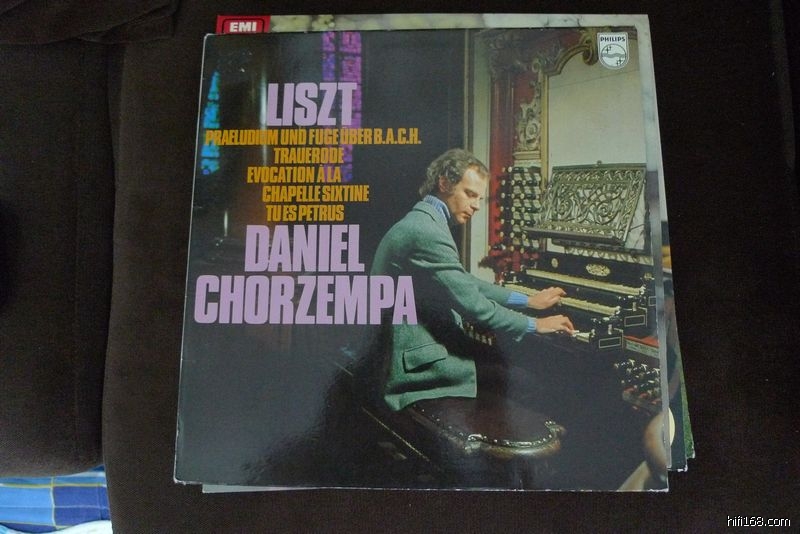 EMI
PHILIPS
LISZT
PRAELUDIUM UND FUGE ÜBER B.A.C.H.
TRAUERODE
EVOCATION À LA
CHAPELLE SIXTINE
TU ES PETRUS
DANIEL
CHORZEMPA
hifi168.com